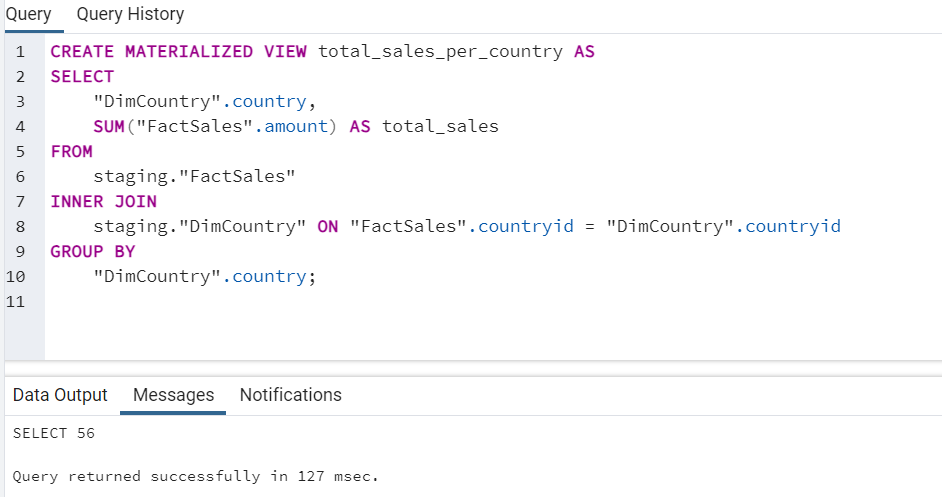 Query Query History
1 CREATE MATERIALIZED VIEW total_sales_per_country AS
2 SELECT
3 "DimCountry".country,
4 SUM("FactSales".amount) AS total_sales
5 FROM
6 staging."FactSales"
7 INNER JOIN
8 staging."DimCountry" ON "FactSales".countryid = "DimCountry".countryid
9 GROUP BY
10 "DimCountry".country;
11
Data Output Messages Notifications
SELECT 56
Query returned successfully in 127 msec.